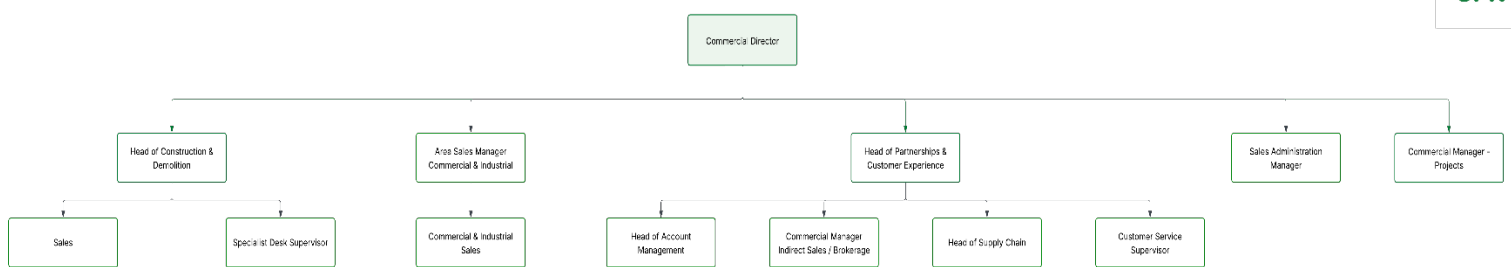 Commercial Director
Head of Construction &
Demolition
Area Sales Manager
Commercial & Industrial
Head of Partnerships &
Customer Experience
Sales Administration
Manager
Commercial Manager -
Projects
Sales
Specialist Desk Supervisor
Commercial & Industrial
Sales
Head of Account
Management
Commercial Manager
Indirect Sales / Brokerage
Head of Supply Chain
Customer Service
Supervisor